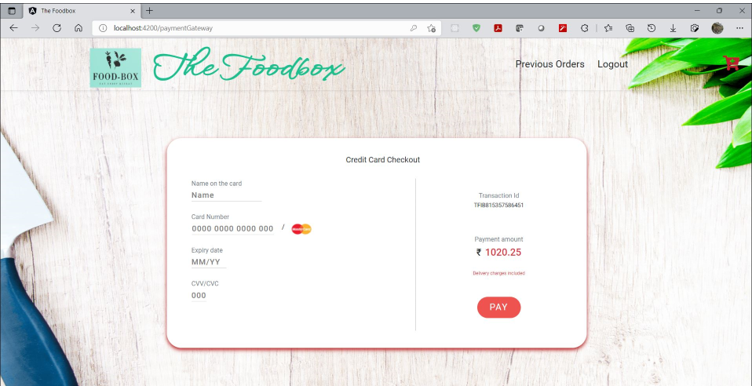 The Foodbox
localhost:4200/paymentGateway
FOOD-BOX
The Foodbox
Previous Orders Logout
Credit Card Checkout
Name on the card
Name
Card Number
0000 0000 0000 000 /
Expiry date
MM/YY
CVV/CVC
000
Transaction Id
TFB815357586451
Payment amount
₹ 1020.25
Delivery charges included
PAY